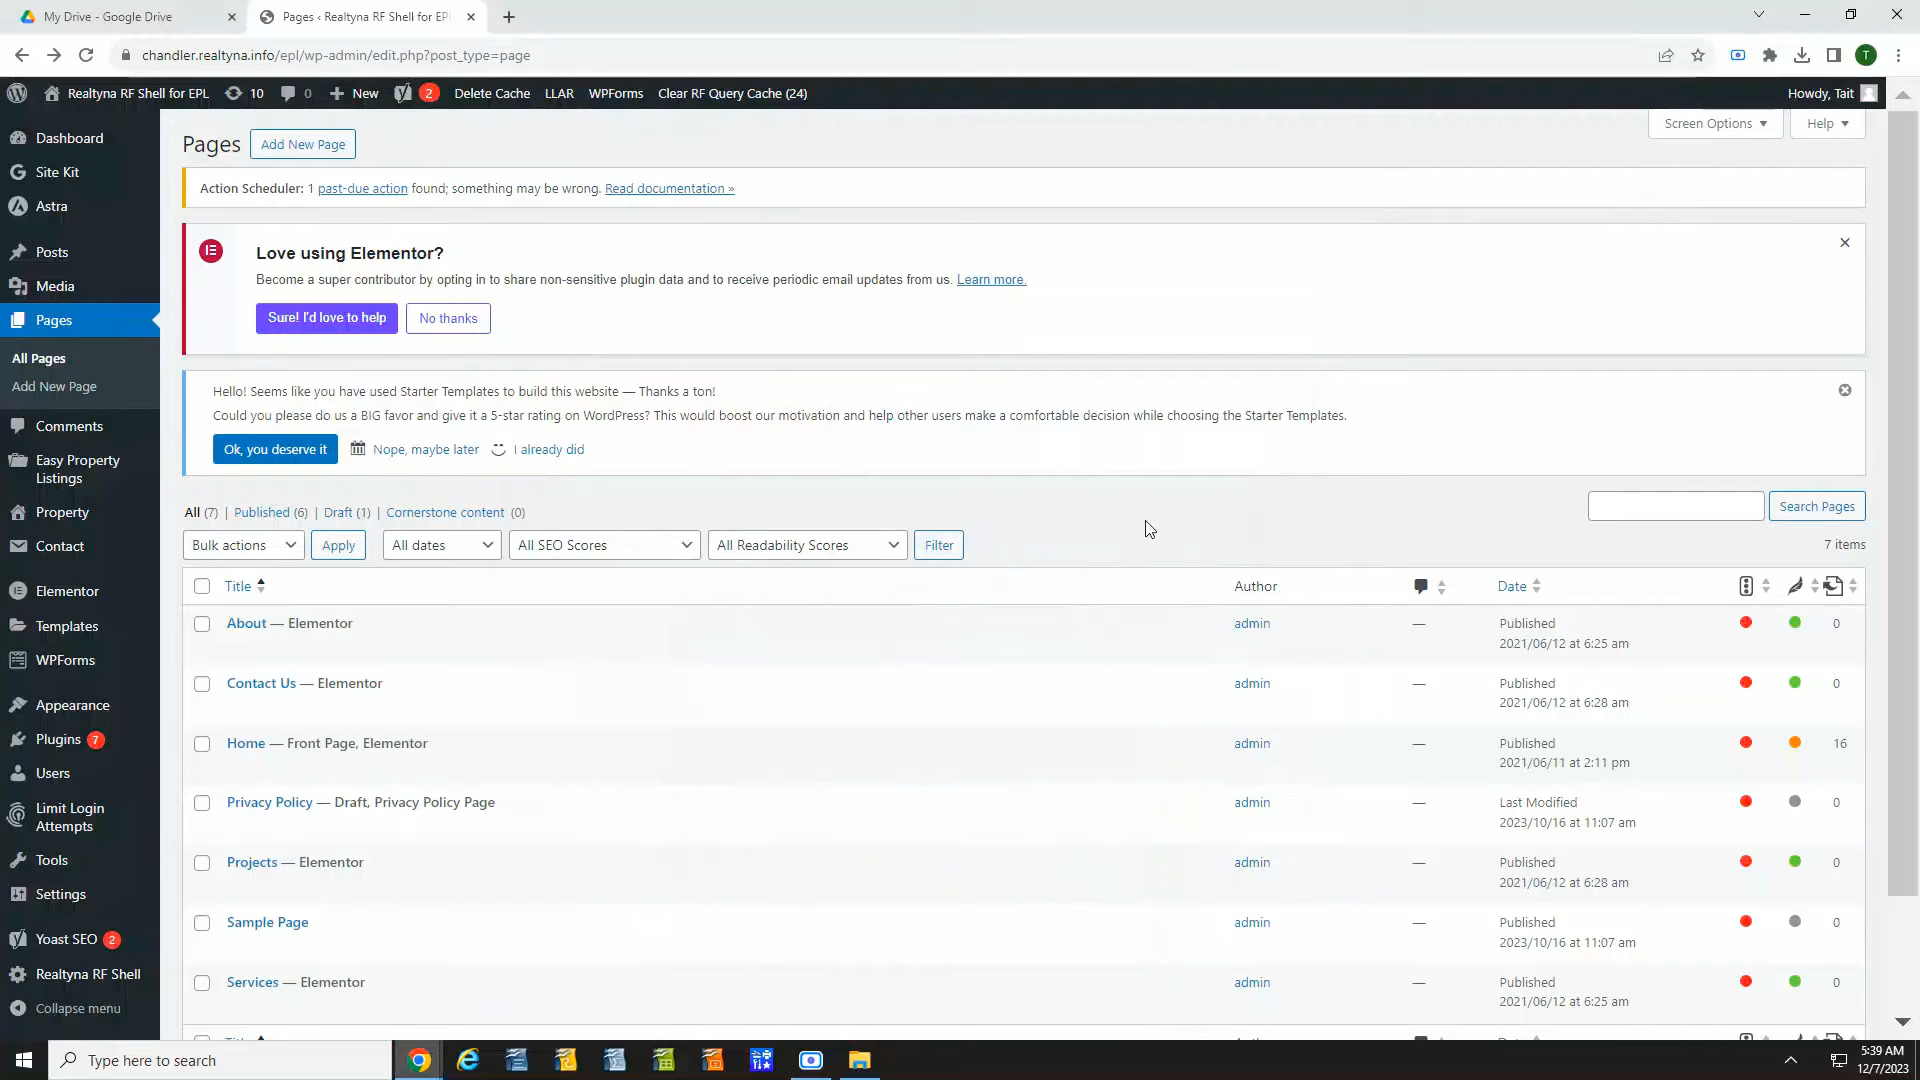 My Drive - Google Drive
Pages ‹ Realtyna RF Shell for EPL
chandler.realtyna.info/epl/wp-admin/edit.php?post_type=page
T
Realtyna RF Shell for EPL 10 0 New 2 Delete Cache LLAR WPForms Clear RF Query Cache (24) Howdy, Tait
Dashboard
Site Kit
Astra
Posts
Media
Pages
All Pages
Add New Page
Comments
Easy Property
Listings
Property
Contact
Elementor
Templates
WPForms
Appearance
Plugins 7
Users
Limit Login
Attempts
Tools
Settings
Yoast SEO 2
Realtyna RF Shell
Collapse menu
Screen Options Help
Pages Add New Page
Action Scheduler: 1 past-due action found; something may be wrong. Read documentation »
Love using Elementor?
Become a super contributor by opting in to share non-sensitive plugin data and to receive periodic email updates from us. Learn more.
Sure! I'd love to help No thanks
Hello! Seems like you have used Starter Templates to build this website — Thanks a ton!
Could you please do us a BIG favor and give it a 5-star rating on WordPress? This would boost our motivation and help other users make a comfortable decision while choosing the Starter Templates.
Ok, you deserve it Nope, maybe later I already did
All (7) | Published (6) | Draft (1) | Cornerstone content (0)
Search Pages
Bulk actions Apply All dates All SEO Scores All Readability Scores Filter 7 items
Title Author Date
About — Elementor admin — Published 0
2021/06/12 at 6:25 am
Contact Us — Elementor admin — Published 0
2021/06/12 at 6:28 am
Home — Front Page, Elementor admin — Published 16
2021/06/11 at 2:11 pm
Privacy Policy — Draft, Privacy Policy Page admin — Last Modified 0
2023/10/16 at 11:07 am
Projects — Elementor admin — Published 0
2021/06/12 at 6:28 am
Sample Page admin — Published 0
2023/10/16 at 11:07 am
Services — Elementor admin — Published 0
2021/06/12 at 6:25 am
Type here to search
5:39 AM
12/7/2023